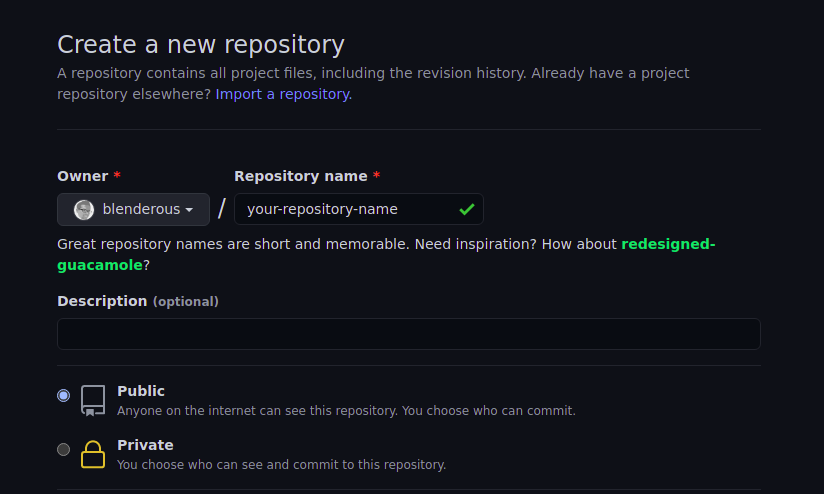 Create a new repository
A repository contains all project files, including the revision history. Already have a project
repository elsewhere? Import a repository.
Owner * Repository name *
blenderous / your-repository-name
Great repository names are short and memorable. Need inspiration? How about redesigned-
guacamole?
Description (optional)
Public
Anyone on the internet can see this repository. You choose who can commit.
Private
You choose who can see and commit to this repository.